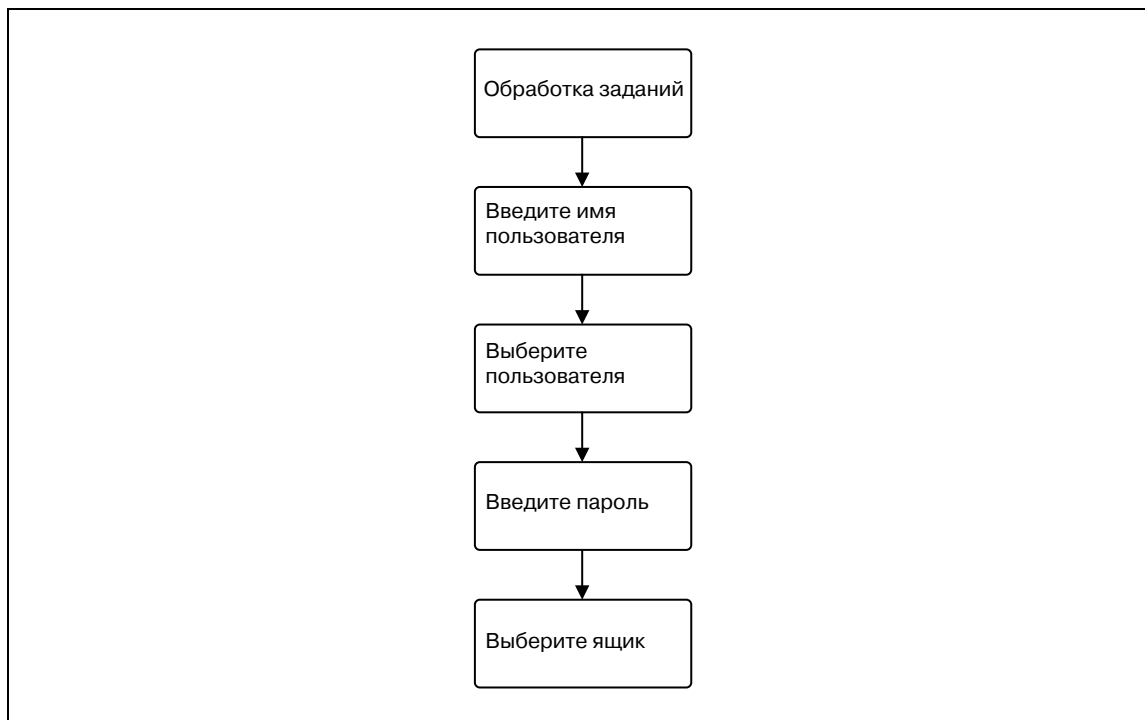 Обработка заданий
Введите имя
пользователя
Выберите
пользователя
Введите пароль
Выберите ящик